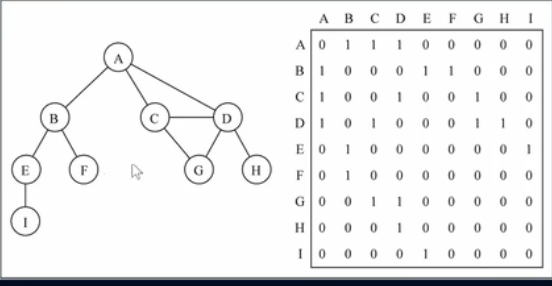 A
B C D
E F G H
I
A B C D E F G H I
A 0 1 1 1 0 0 0 0 0
B 1 0 0 0 1 1 0 0 0
C 1 0 0 1 0 0 1 0 0
D 1 0 1 0 0 0 1 1 0
E 0 1 0 0 0 0 0 0 1
F 0 1 0 0 0 0 0 0 0
G 0 0 1 1 0 0 0 0 0
H 0 0 0 1 0 0 0 0 0
I 0 0 0 0 1 0 0 0 0